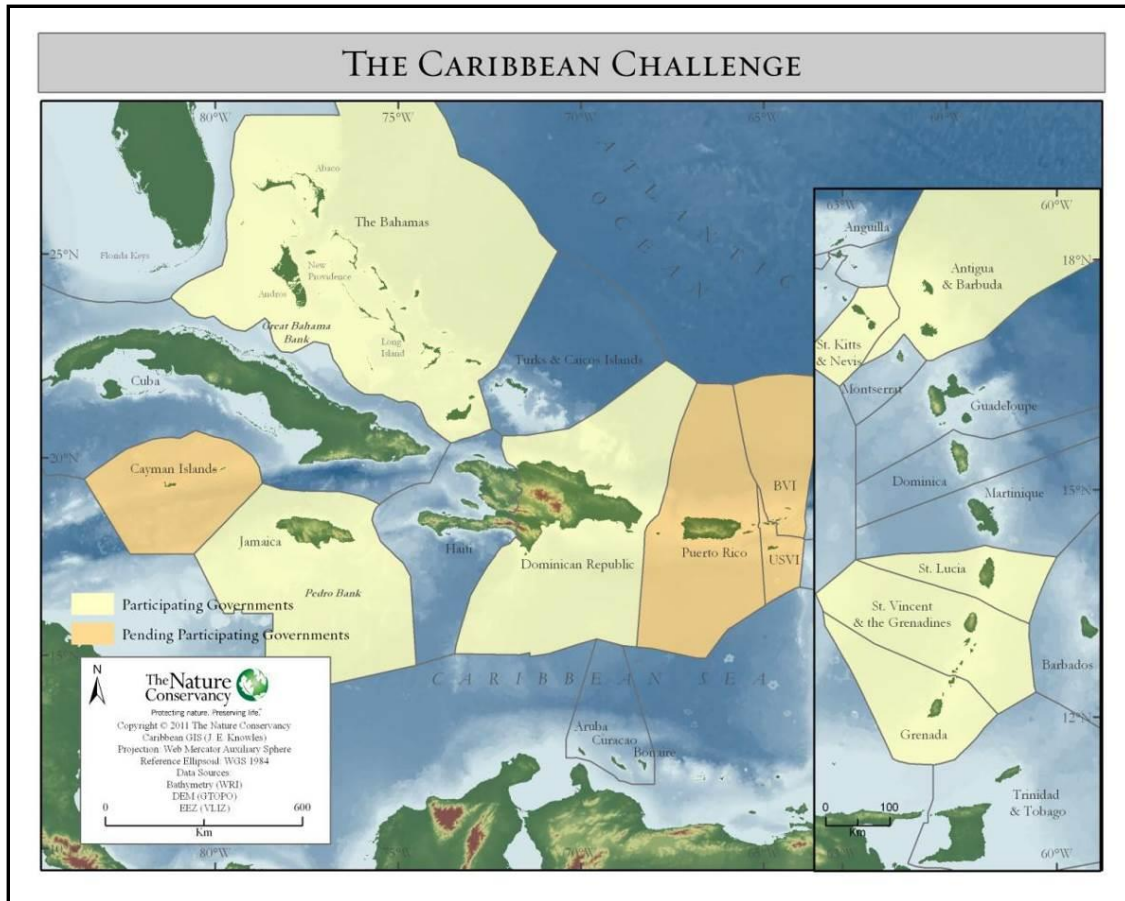 THE CARIBBEAN CHALLENGE
80°W
75°W
70°W
65°W
60°W
Abaco
The Bahamas
ATLANTIC
OCEAN
25°N
Florida Keys
New
Providence
Andros
Great Bahama
Bank
Long
Island
Turks & Caicos Islands
Cuba
20°N
Cayman Islands
Jamaica
Haiti
Dominican Republic
Puerto Rico
BVI
USVI
Pedro Bank
Participating Governments
Pending Participating Governments
15°N
CARIBBEAN SEA
Aruba
Curacao
Bonaire
N
The Nature
Conservancy
Protecting nature. Preserving life.™
Copyright © 2011 The Nature Conservancy
Caribbean GIS (J. E. Knowles)
Projection: Web Mercator Auxiliary Sphere
Reference Ellipsoid: WGS 1984
Data Sources
Bathymetry (WRI)
DEM (GTOPO)
EEZ (VLIZ)
0 600
Km
80°W
75°W
70°W
65°W
63°W
60°W
Anguilla
18°N
Antigua
& Barbuda
St. Kitts
& Nevis
Montserrat
Guadeloupe
Dominica
15°N
Martinique
St. Lucia
St. Vincent
& the Grenadines
Barbados
12°N
Grenada
Trinidad
& Tobago
0 100
Km
60°W